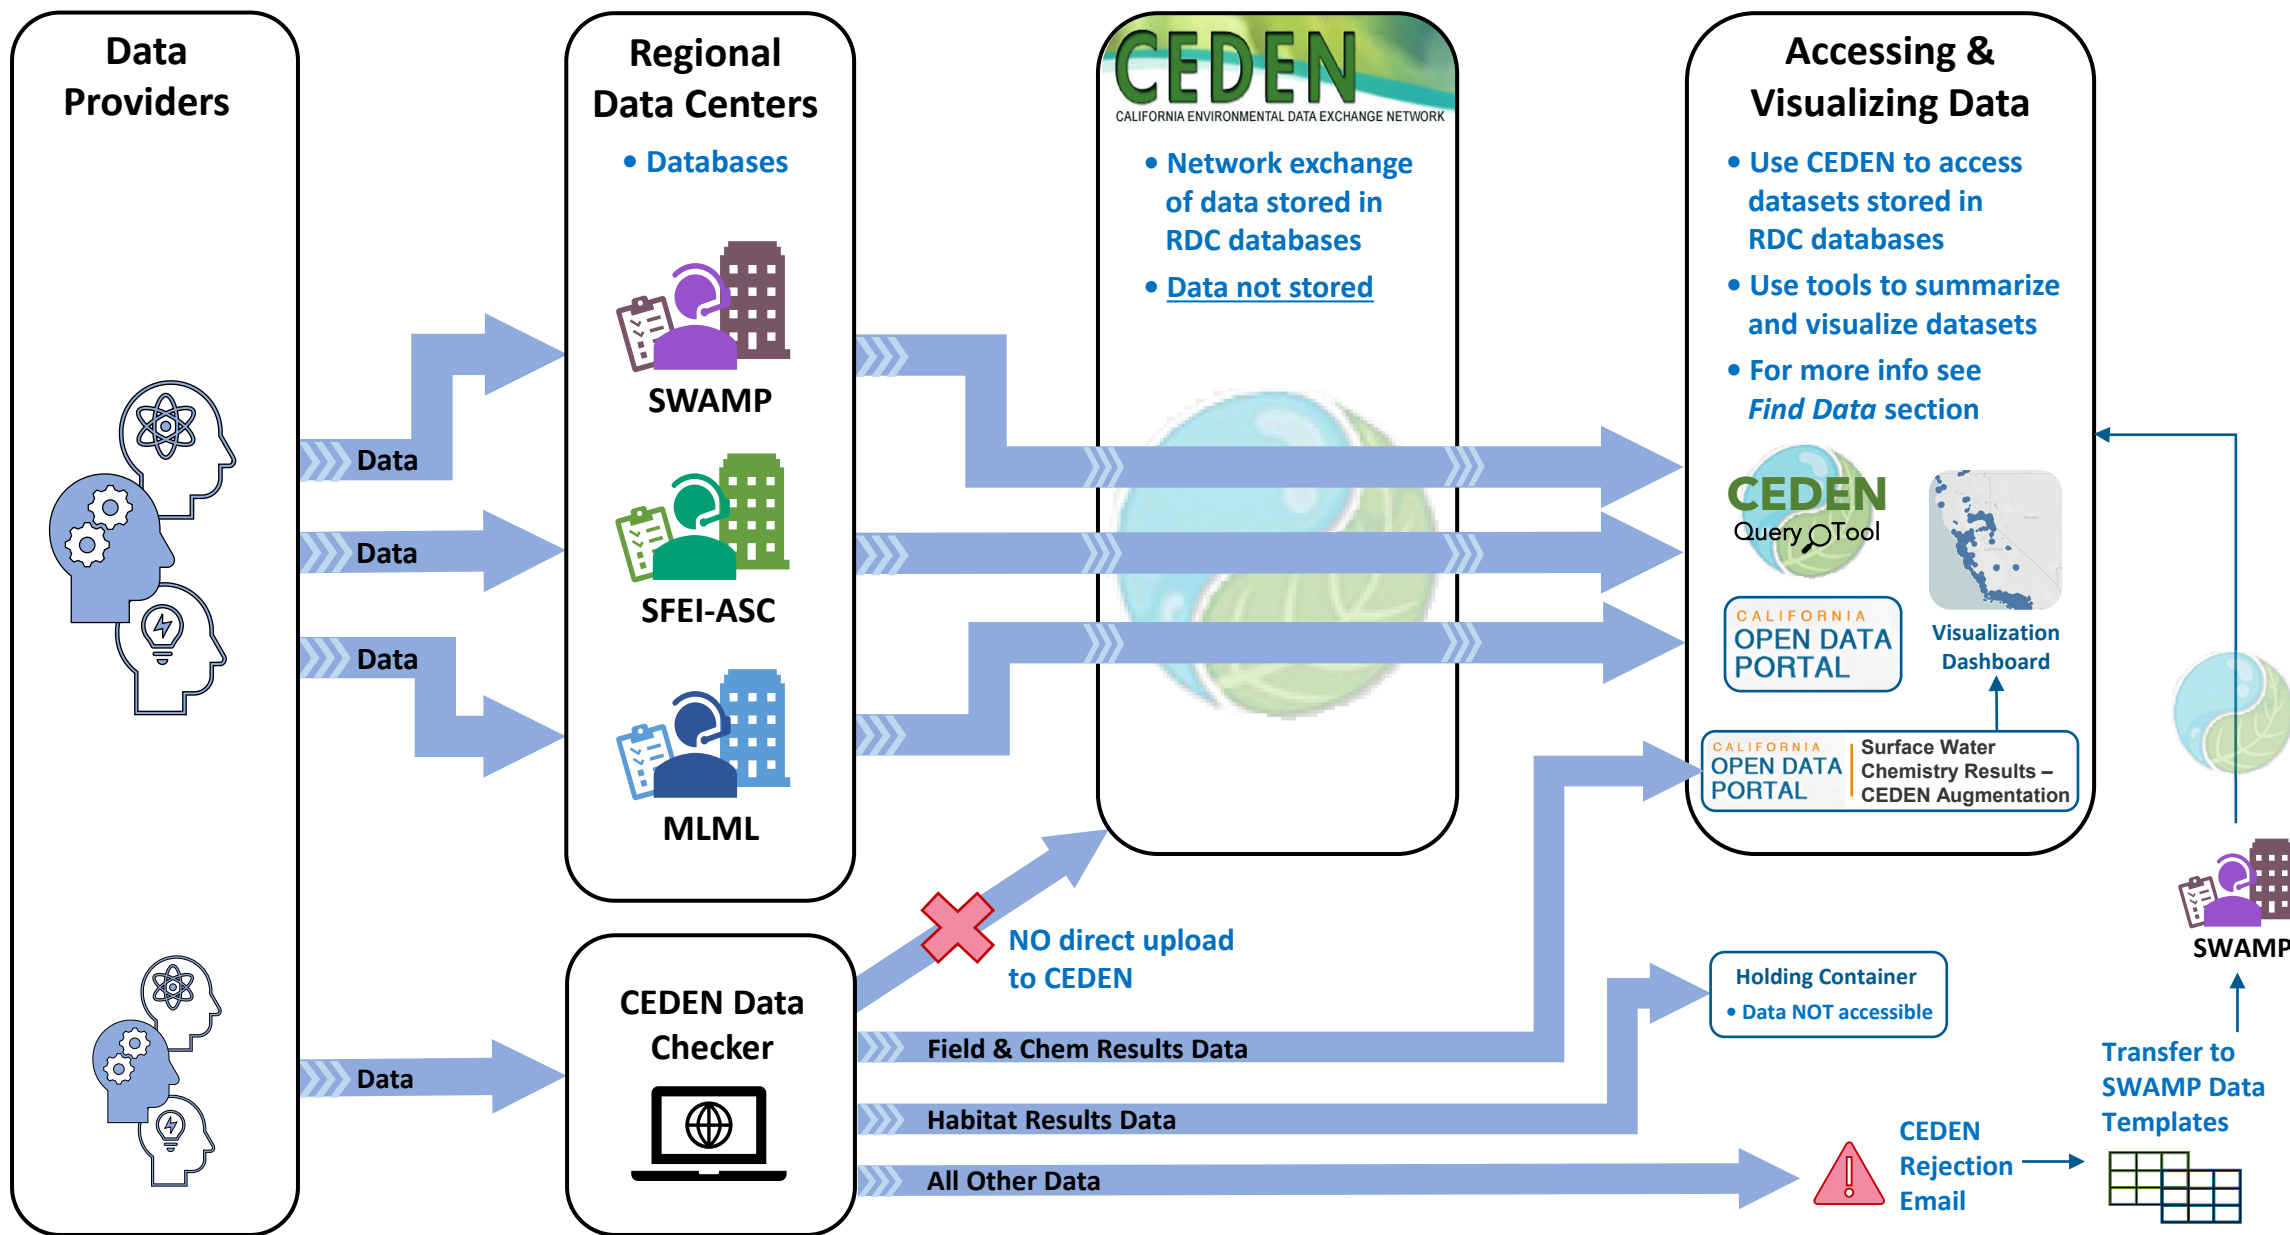 Data
Providers
Data
Data
Data
Data
Regional
Data Centers
• Databases
SWAMP
SFEI-ASC
MLML
CEDEN Data
Checker
CEDEN
CALIFORNIA ENVIRONMENTAL DATA EXCHANGE NETWORK
• Network exchange
of data stored in
RDC databases
• Data not stored
NO direct upload
to CEDEN
Field & Chem Results Data
Habitat Results Data
All Other Data
Accessing &
Visualizing Data
• Use CEDEN to access
datasets stored in
RDC databases
• Use tools to summarize
and visualize datasets
• For more info see
Find Data section
CEDEN
Query Tool
CALIFORNIA
OPEN DATA
PORTAL
Visualization
Dashboard
CALIFORNIA
OPEN DATA
PORTAL
Surface Water
Chemistry Results –
CEDEN Augmentation
Holding Container
• Data NOT accessible
CEDEN
Rejection
Email
Transfer to
SWAMP Data
Templates
SWAMP